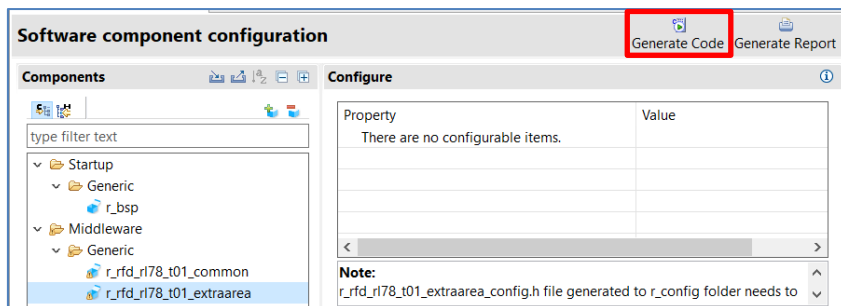 Software component configuration
Generate Code Generate Report
Components
Configure
type filter text
Property Value
There are no configurable items.
Startup
Generic
r_bsp
Middleware
Generic
r_rfd_rl78_t01_common
r_rfd_rl78_t01_extraarea
Note:
r_rfd_rl78_t01_extraarea_config.h file generated to r_config folder needs to